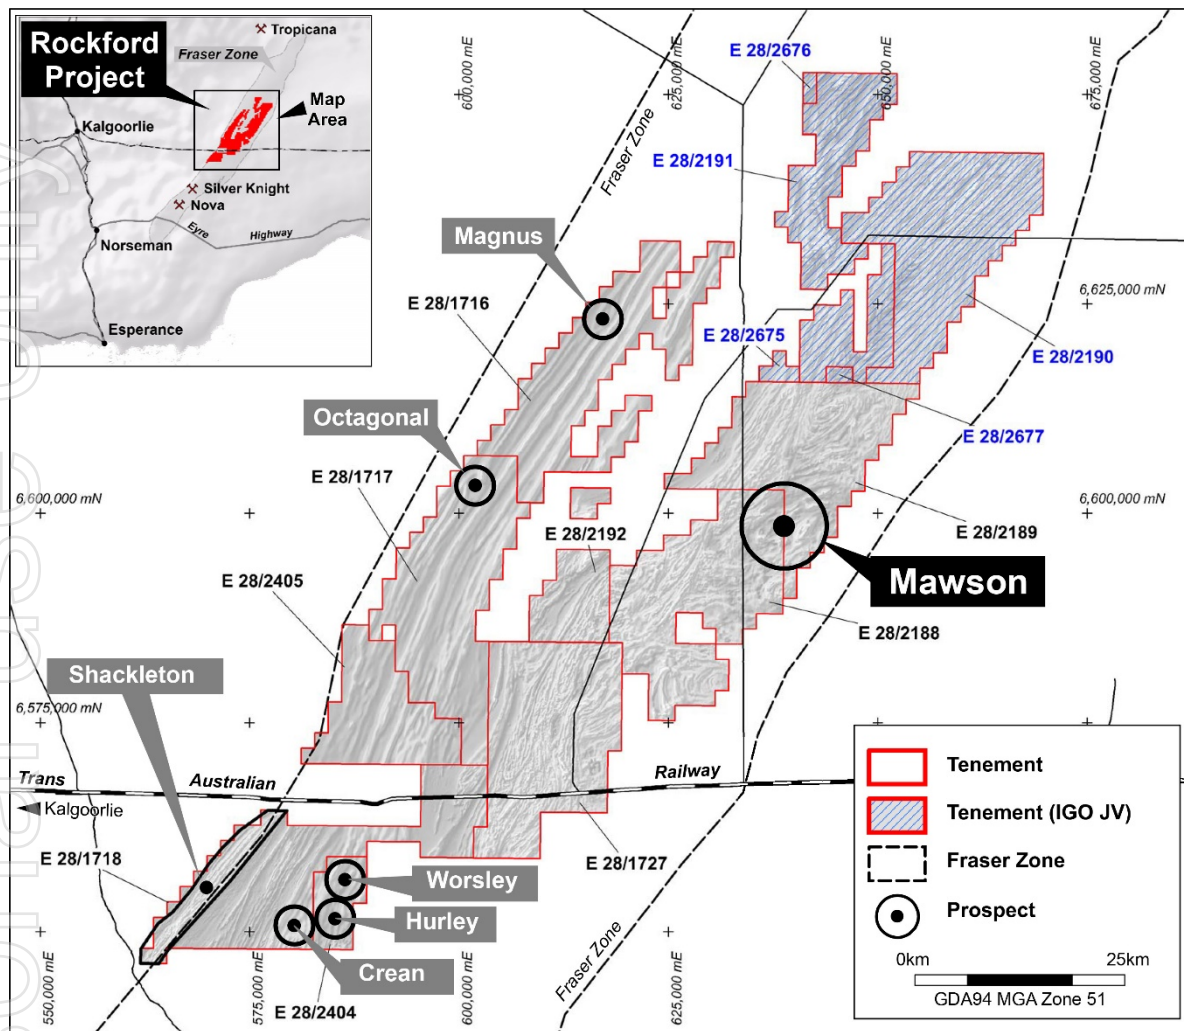 Rockford
Project
Tropicana
Fraser Zone
Map
Area
Kalgoorlie
Silver Knight
Nova
Norseman
Eyre
Highway
Esperance
600,000 mE
Fraser Zone
625,000 mE
E 28/2676
650,000 mE
675,000 mE
E 28/2191
Magnus
E 28/1716
6,625,000 mN
E 28/2675
E 28/2190
Octagonal
E 28/2677
E 28/1717
6,600,000 mN
6,600,000 mN
E 28/2192
E 28/2189
E 28/2405
Mawson
E 28/2188
Shackleton
6,575,000 mN
Trans
Australian
Railway
Kalgoorlie
E 28/1718
E 28/1727
Worsley
Hurley
Crean
E 28/2404
550,000 mE
575,000 mE
600,000 mE
Fraser Zone
625,000 mE
Tenement
Tenement (IGO JV)
Fraser Zone
Prospect
0km
25km
GDA94 MGA Zone 51